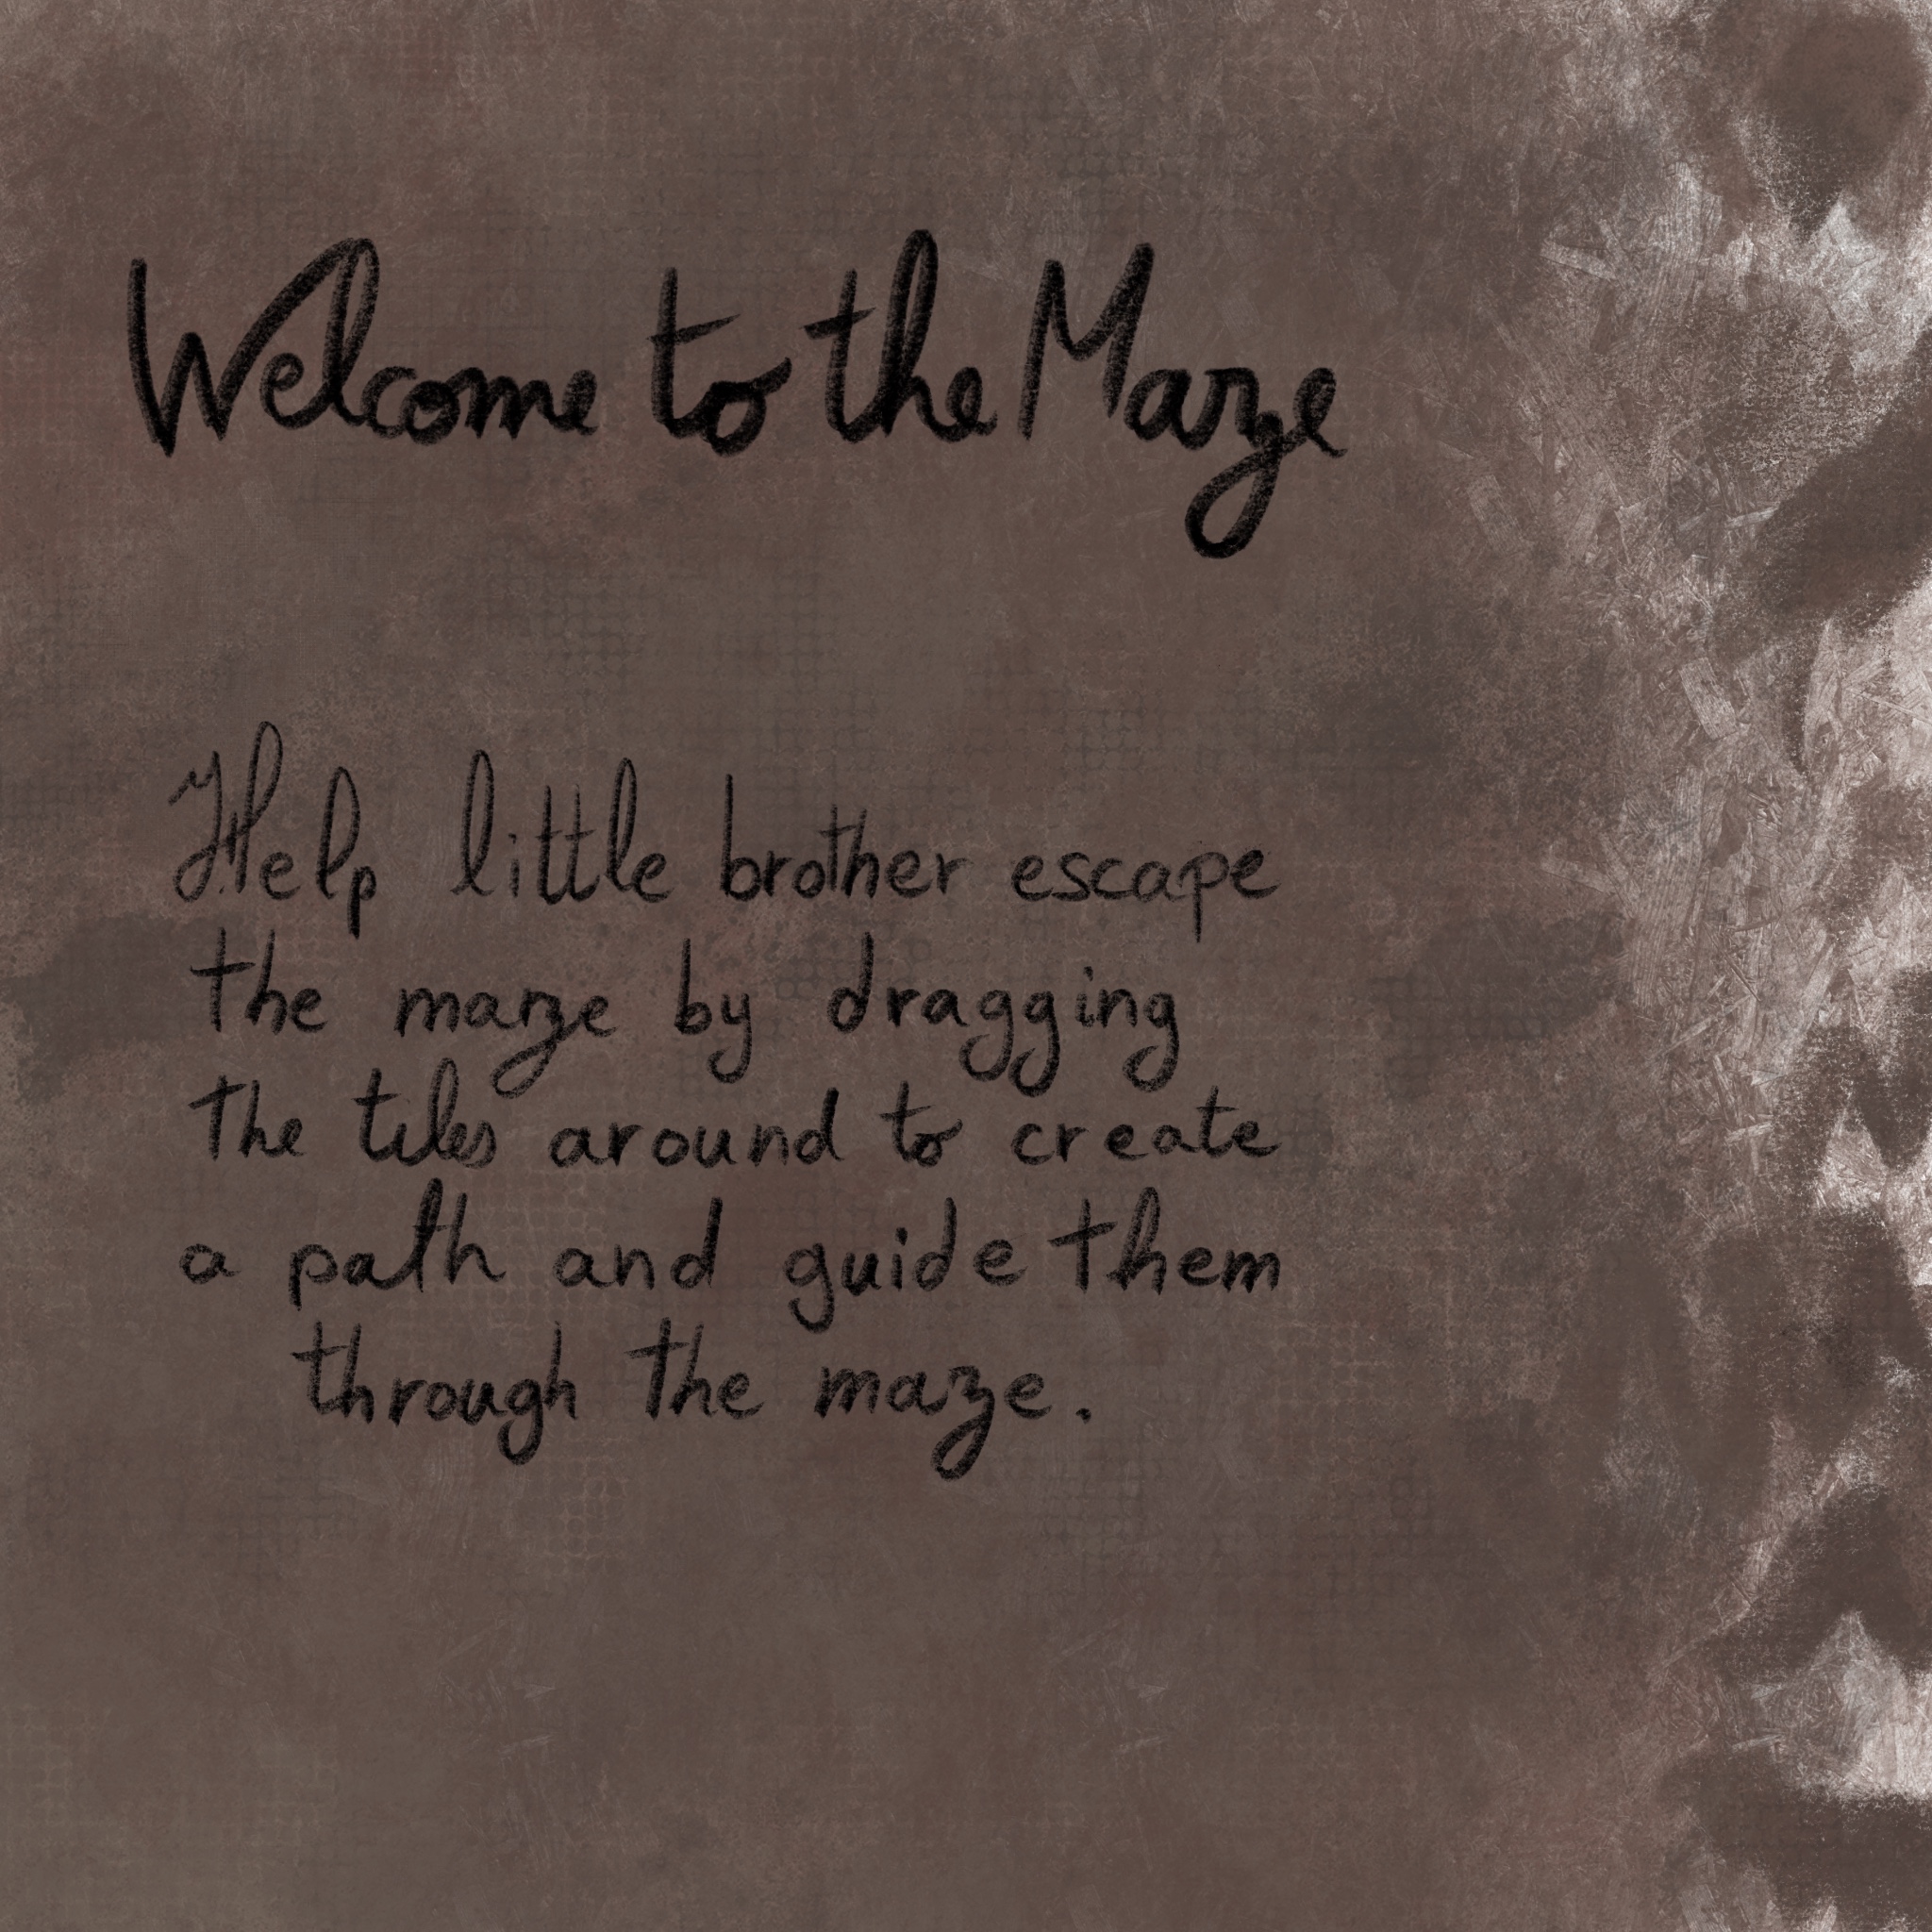 Welcome to the Maze
Help little brother escape
the maze by dragging
the tiles around to create
a path and guide them
through the maze.